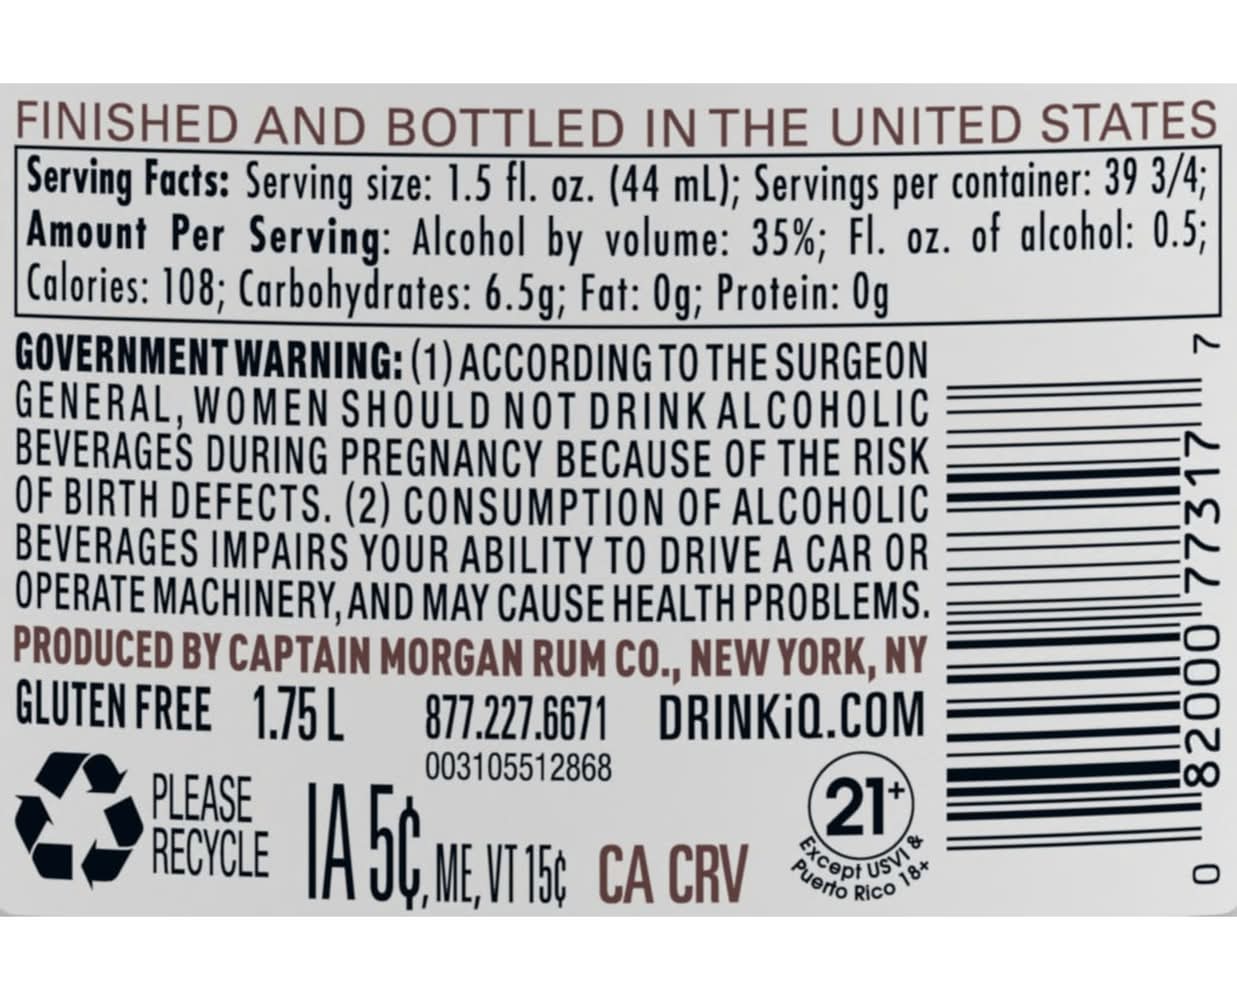 FINISHED AND BOTTLED IN THE UNITED STATES
Serving Facts: Serving size: 1.5 fl. oz. (44 mL); Servings per container: 39 3/4;
Amount Per Serving: Alcohol by volume: 35%; Fl. oz. of alcohol: 0.5;
Calories: 108; Carbohydrates: 6.5g; Fat: 0g; Protein: 0g
GOVERNMENT WARNING: (1) ACCORDING TO THE SURGEON
GENERAL, WOMEN SHOULD NOT DRINK ALCOHOLIC
BEVERAGES DURING PREGNANCY BECAUSE OF THE RISK
OF BIRTH DEFECTS. (2) CONSUMPTION OF ALCOHOLIC
BEVERAGES IMPAIRS YOUR ABILITY TO DRIVE A CAR OR
OPERATE MACHINERY, AND MAY CAUSE HEALTH PROBLEMS.
PRODUCED BY CAPTAIN MORGAN RUM CO., NEW YORK, NY
GLUTEN FREE 1.75 L 877.227.6671 DRINKiQ.COM
003105512868
PLEASE
RECYCLE
IA 5¢, ME, VT 15¢ CA CRV
21+
Except USVI &
Puerto Rico 18+
0 82000 77317 7